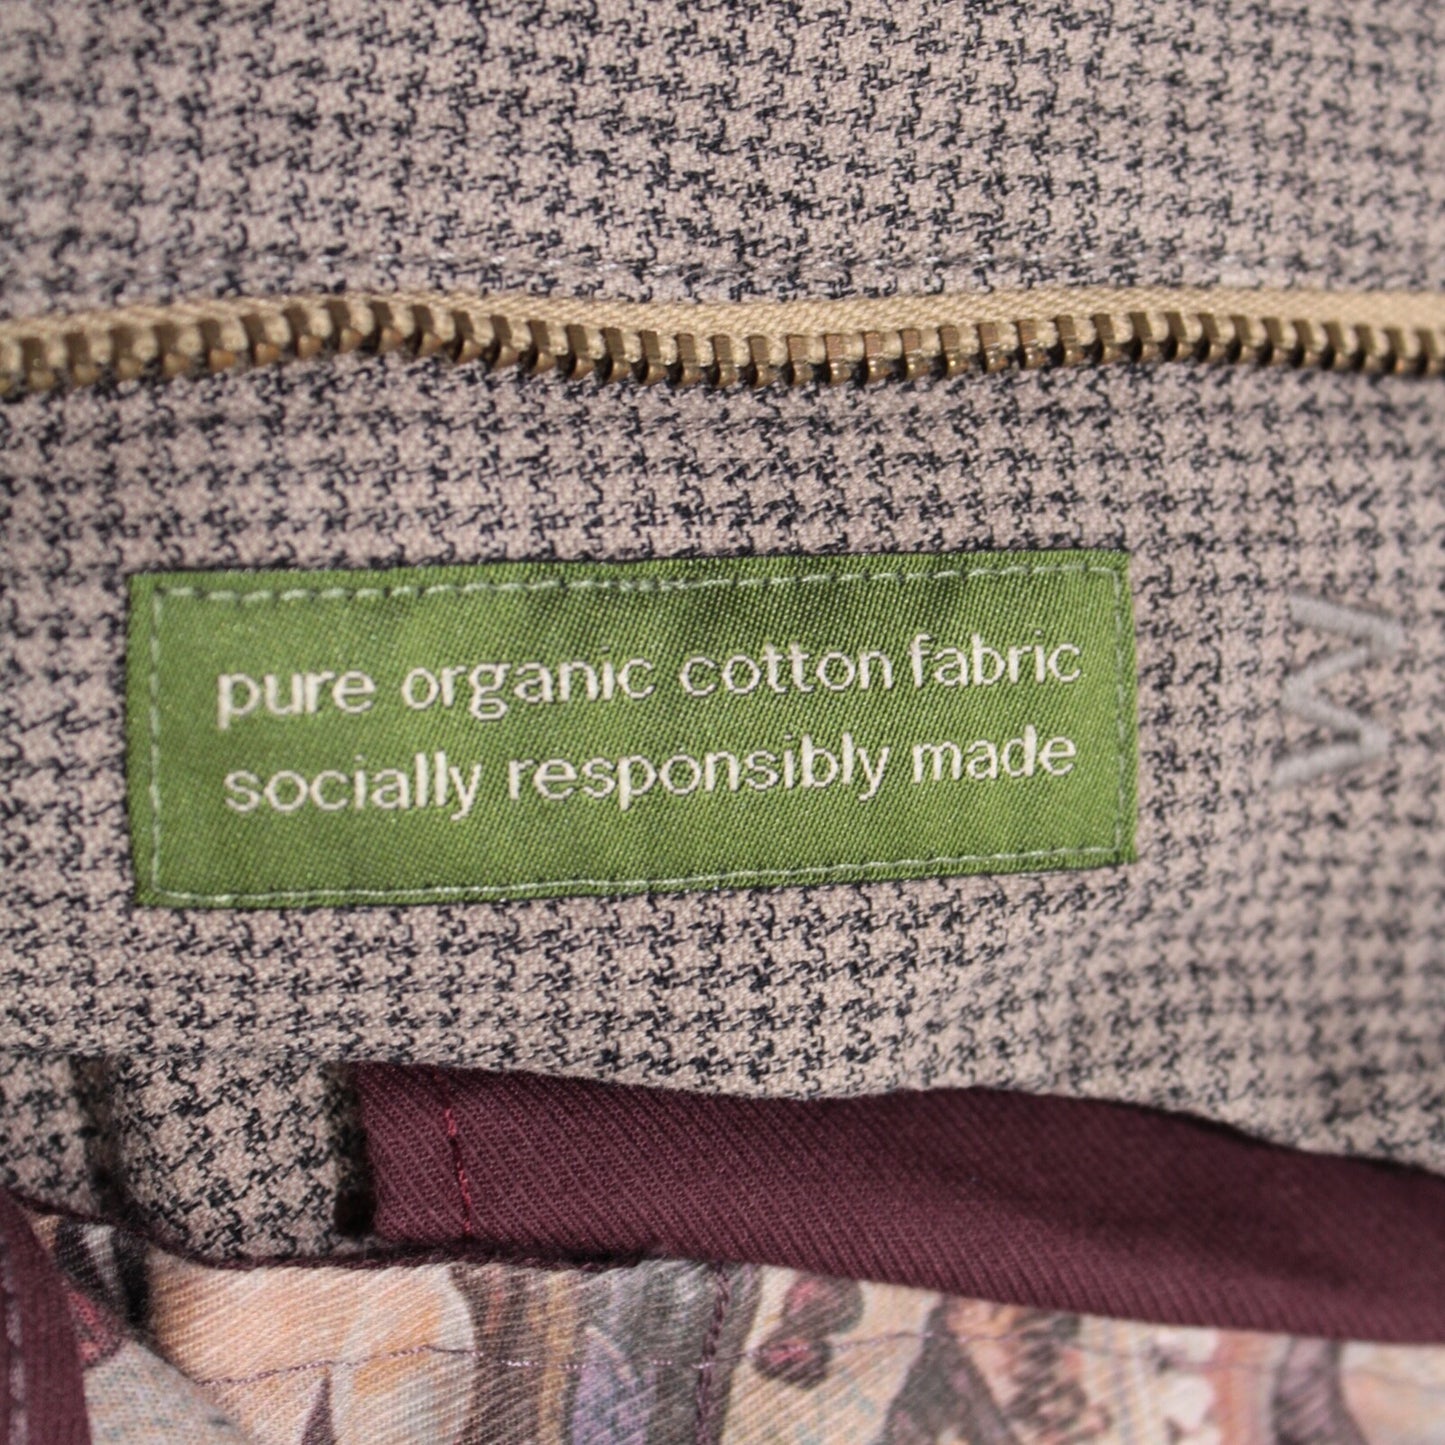 pure organic cotton fabric
socially responsibly made
M